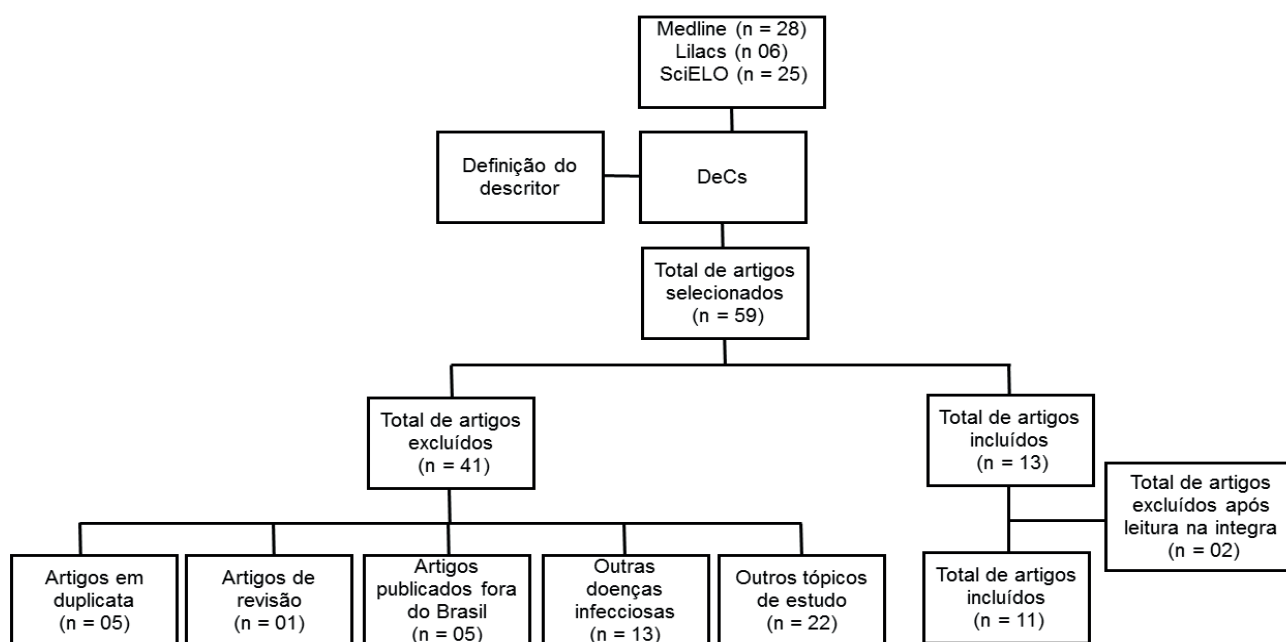 Medline (n = 28)
Lilacs (n 06)
SciELO (n = 25)
Definição do
descritor
DeCs
Total de artigos
selecionados
(n = 59)
Total de artigos
excluídos
(n = 41)
Total de artigos
incluídos
(n = 13)
Total de artigos
excluídos após
leitura na integra
(n = 02)
Artigos em
duplicata
(n = 05)
Artigos de
revisão
(n = 01)
Artigos
publicados fora
do Brasil
(n = 05)
Outras
doenças
infecciosas
(n = 13)
Outros tópicos
de estudo
(n = 22)
Total de artigos
incluídos
(n = 11)